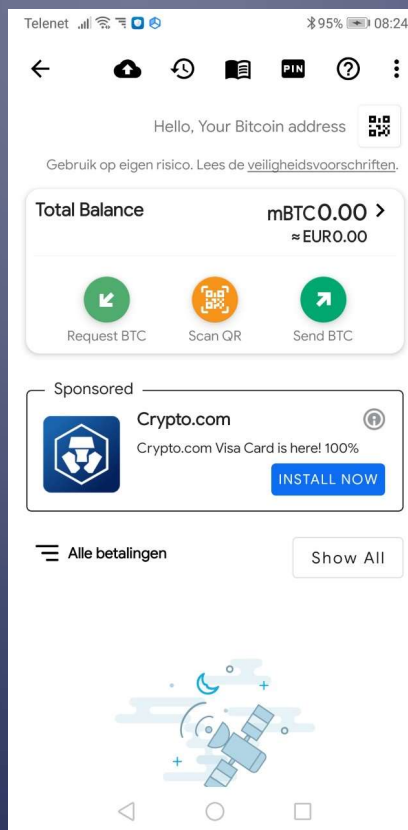 Telenet 95% 08:24
PIN
Hello, Your Bitcoin address
Gebruik op eigen risico. Lees de veiligheidsvoorschriften.
Total Balance mBTC0.00 >
≈EUR0.00
Request BTC Scan QR Send BTC
Sponsored
Crypto.com
Crypto.com Visa Card is here! 100%
INSTALL NOW
Alle betalingen Show All